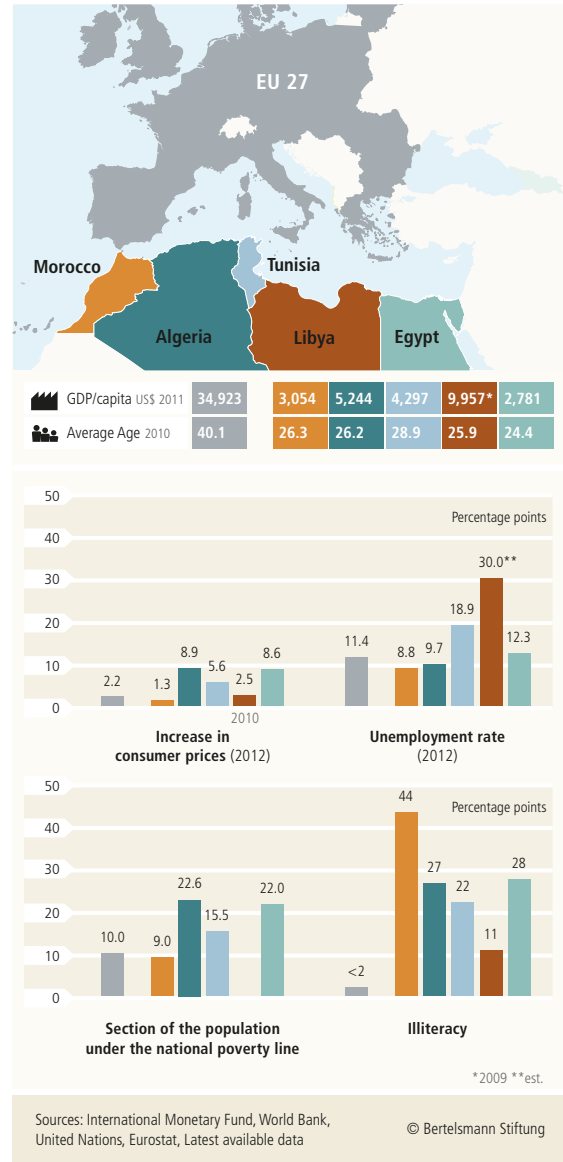 EU 27
Morocco
Tunisia
Algeria
Libya
Egypt
GDP/capita US$ 2011 34,923 3,054 5,244 4,297 9,957* 2,781
Average Age 2010 40.1 26.3 26.2 28.9 25.9 24.4
50
Percentage points
40
30
20
10
0
2.2
1.3
8.9
5.6
2.5
8.6
2010
Increase in
consumer prices (2012)
11.4
8.8
9.7
18.9
30.0**
12.3
Unemployment rate
(2012)
50
Percentage points
40
30
20
10
0
10.0
9.0
22.6
15.5
22.0
Section of the population
under the national poverty line
<2
44
27
22
11
28
Illiteracy
*2009 **est.
Sources: International Monetary Fund, World Bank,
United Nations, Eurostat, Latest available data
© Bertelsmann Stiftung